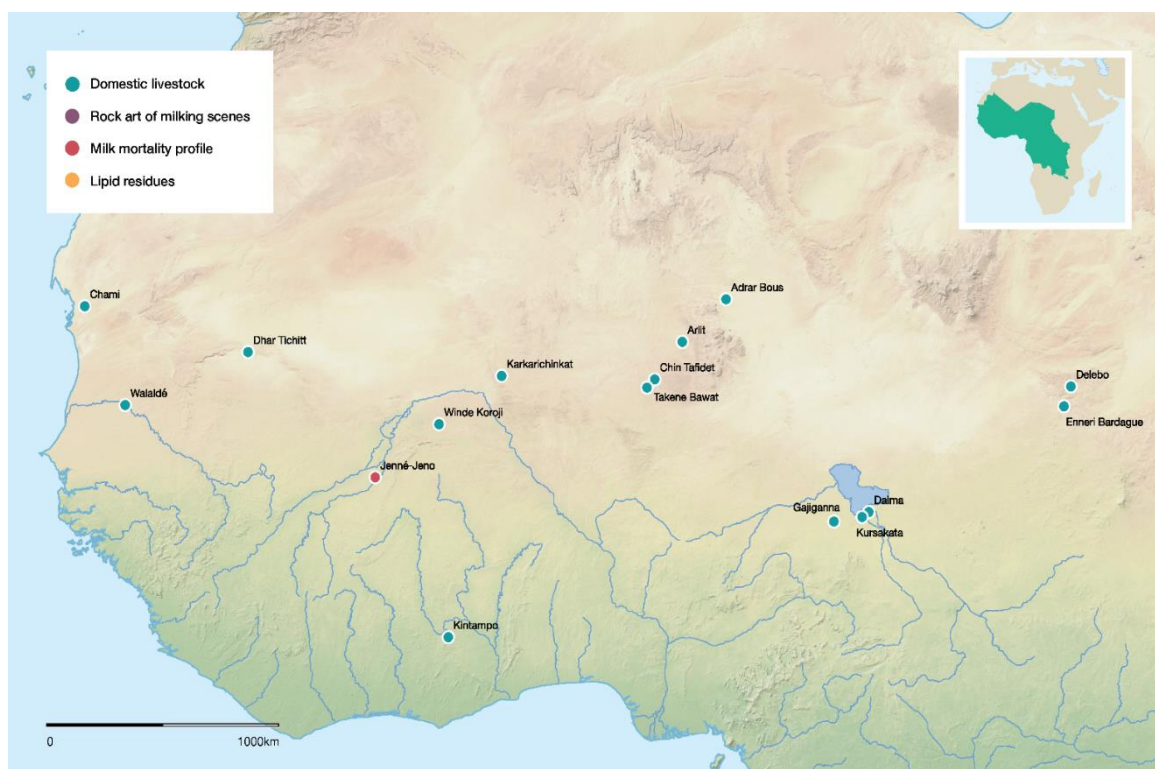 Domestic livestock
Rock art of milking scenes
Milk mortality profile
Lipid residues
Chami
Adrar Bous
Dhar Tichitt
Arlit
Karkarichinkat
Chin Tafidet
Takene Bawat
Delebo
Walaldé
Enneri Bardague
Winde Koroji
Jenné-Jeno
Gajiganna
Daima
Kursakata
Kintampo
0
1000km